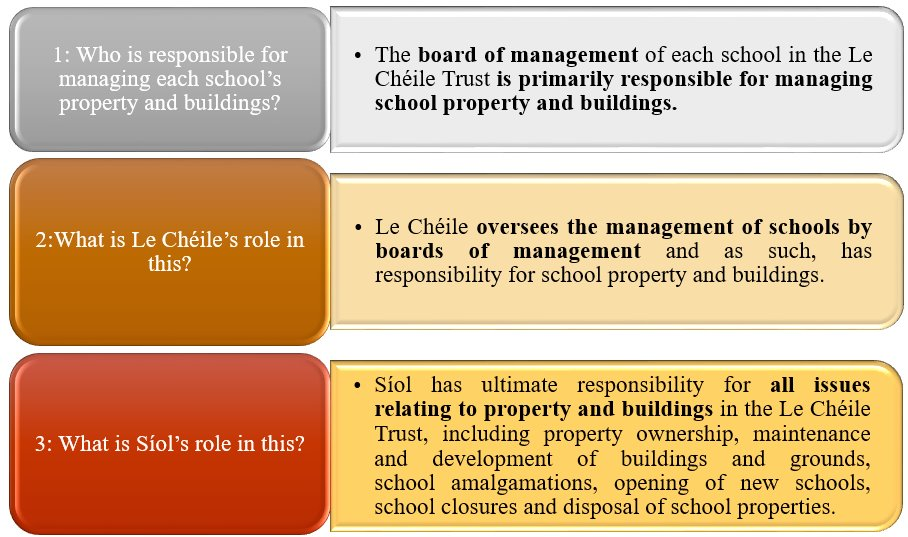 1: Who is responsible for
managing each school's
property and buildings?
• The board of management of each school in the Le
Chéile Trust is primarily responsible for managing
school property and buildings.
2:What is Le Chéile's role in
this?
• Le Chéile oversees the management of schools by
boards of management and as such, has
responsibility for school property and buildings.
3: What is Síol's role in this?
• Síol has ultimate responsibility for all issues
relating to property and buildings in the Le Chéile
Trust, including property ownership, maintenance
and development of buildings and grounds,
school amalgamations, opening of new schools,
school closures and disposal of school properties.